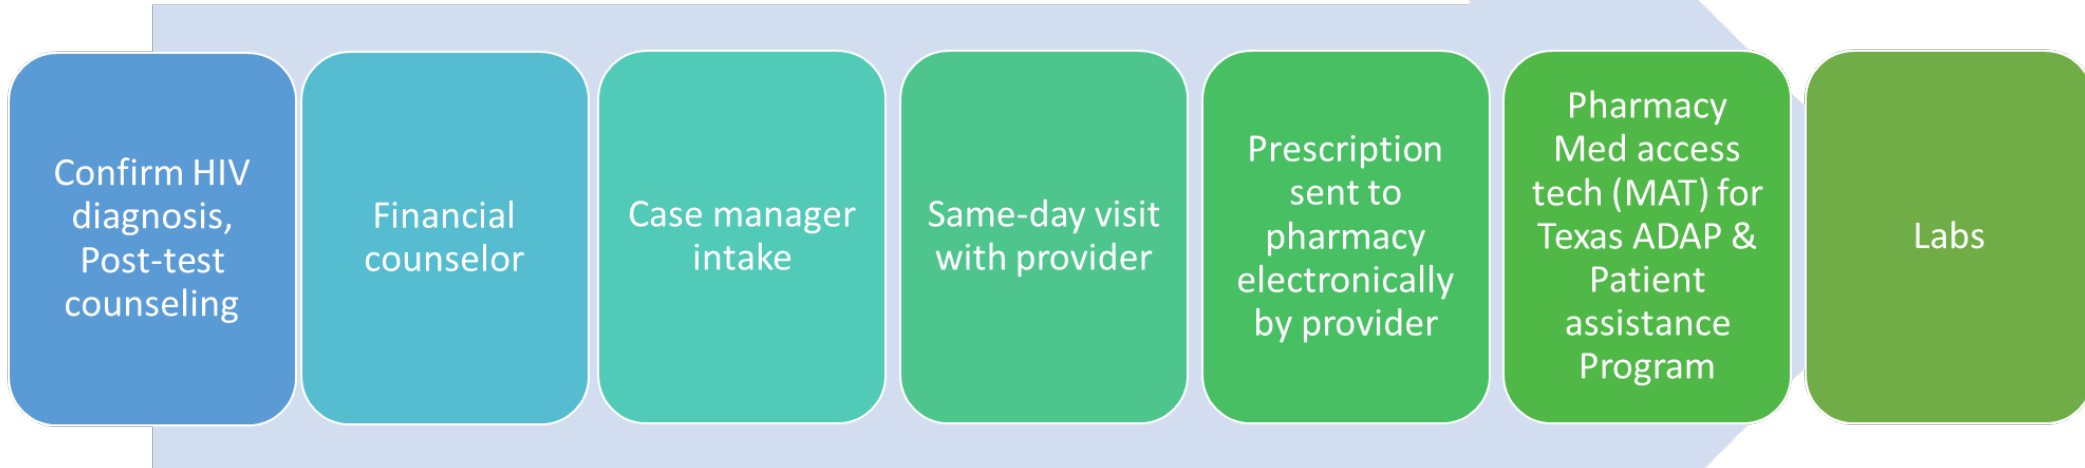 Confirm HIV
diagnosis,
Post-test
counseling
Financial
counselor
Case manager
intake
Same-day visit
with provider
Prescription
sent to
pharmacy
electronically
by provider
Pharmacy
Med access
tech (MAT) for
Texas ADAP &
Patient
assistance
Program
Labs